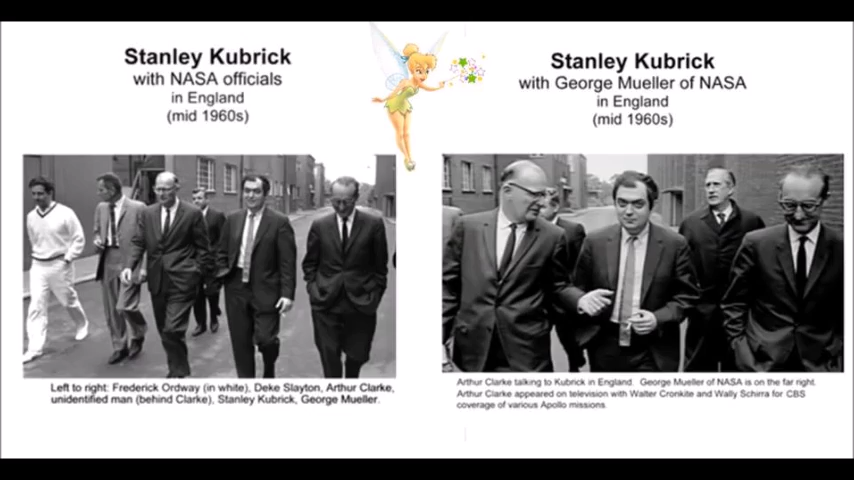 Stanley Kubrick
with NASA officials
in England
(mid 1960s)
Left to right: Frederick Ordway (in white), Deke Slayton, Arthur Clarke,
unidentified man (behind Clarke), Stanley Kubrick, George Mueller.
Stanley Kubrick
with George Mueller of NASA
in England
(mid 1960s)
Arthur Clarke talking to Kubrick in England. George Mueller of NASA is on the far right.
Arthur Clarke appeared on television with Walter Cronkite and Wally Schirra for CBS
coverage of various Apollo missions.